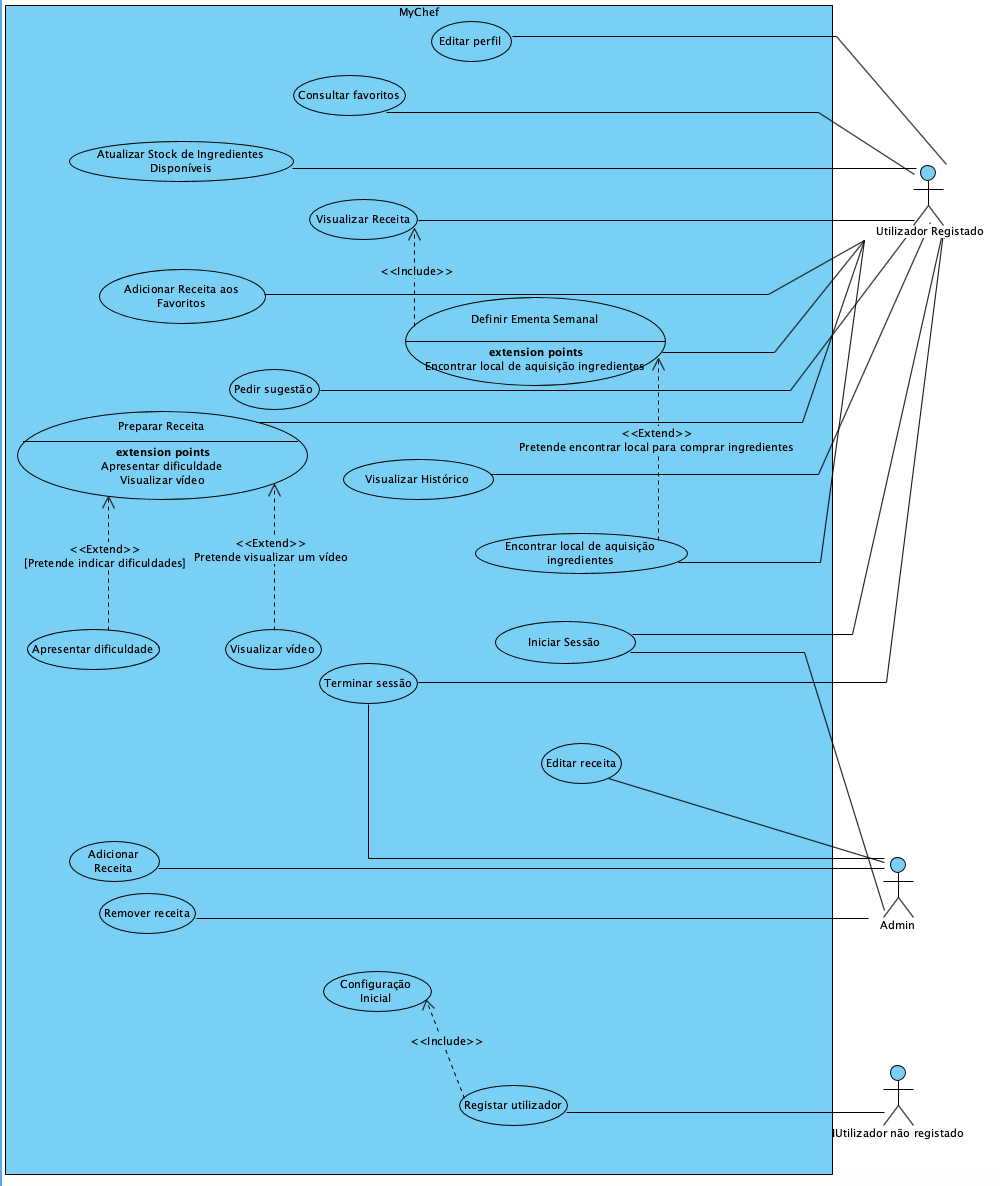 MyChef
Editar perfil
Consultar favoritos
Atualizar Stock de Ingredientes
Disponíveis
Visualizar Receita
Utilizador Registado
<<Include>>
Adicionar Receita aos
Favoritos
Definir Ementa Semanal
extension points
Encontrar local de aquisição ingredientes
Pedir sugestão
Preparar Receita
extension points
Apresentar dificuldade
Visualizar vídeo
<<Extend>>
Pretende encontrar local para comprar ingredientes
Visualizar Histórico
<<Extend>>
[Pretende indicar dificuldades]
<<Extend>>
Pretende visualizar um vídeo
Encontrar local de aquisição
ingredientes
Apresentar dificuldade
Visualizar vídeo
Iniciar Sessão
Terminar sessão
Editar receita
Adicionar
Receita
Remover receita
Admin
Configuração
Inicial
<<Include>>
Registar utilizador
IUtilizador não registado